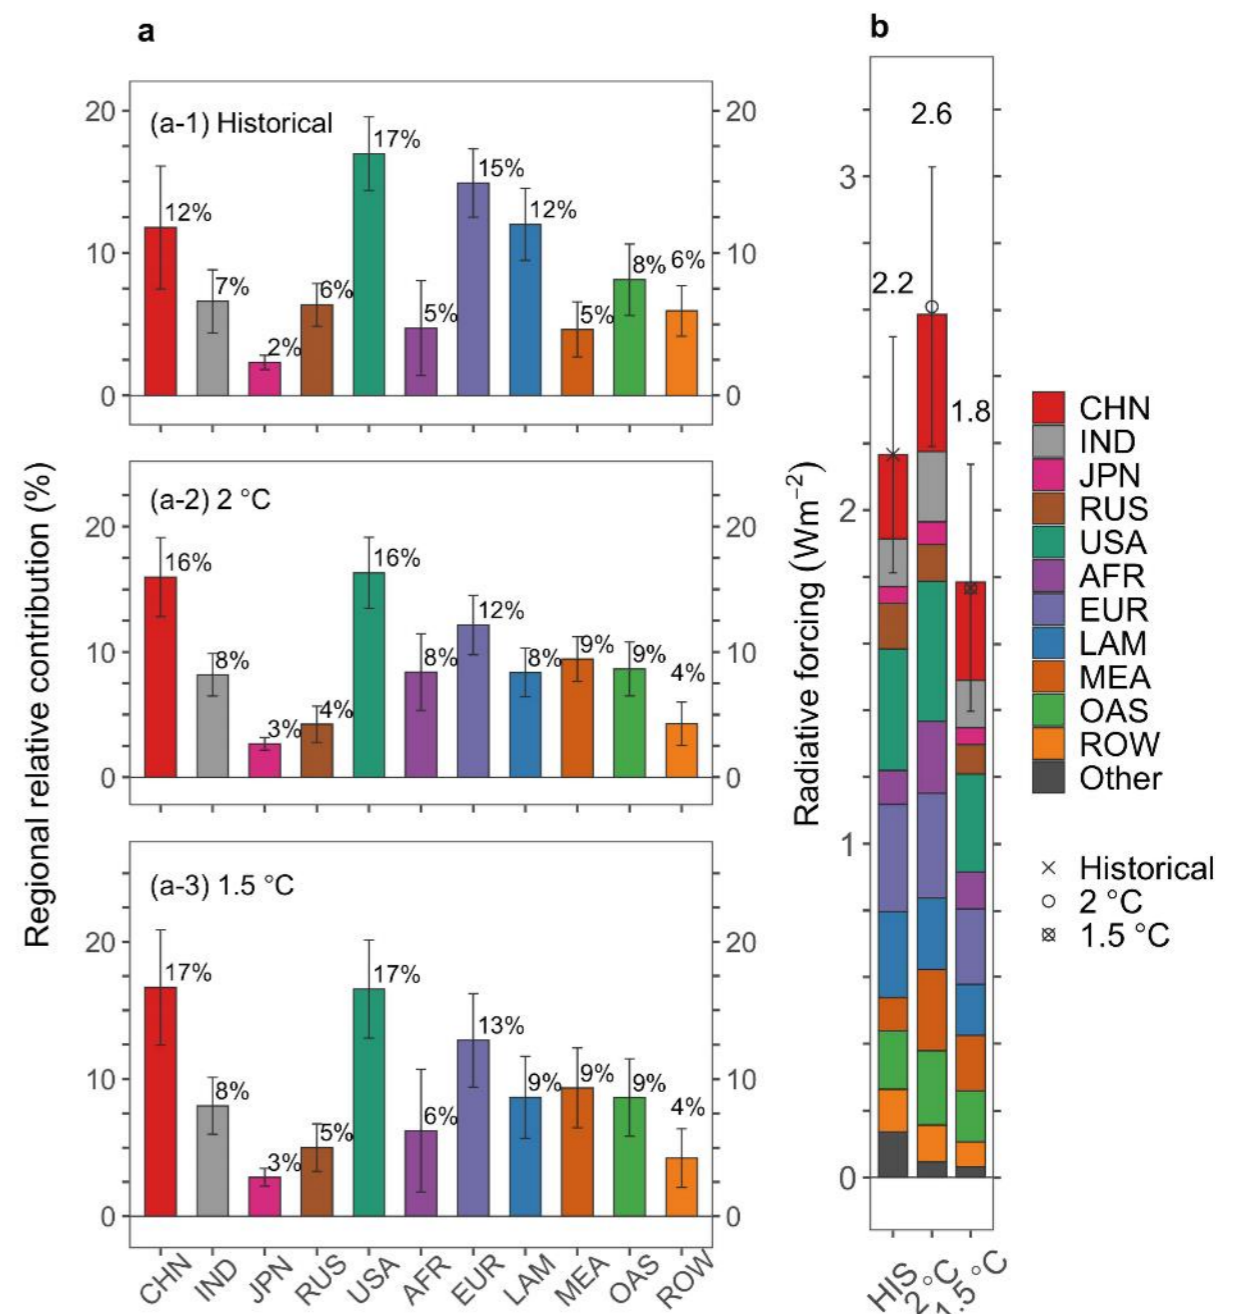 a
Regional relative contribution (%)
(a-1) Historical
20
10
0
12%
7%
2%
6%
17%
5%
15%
12%
5%
8%
6%
20
10
0
(a-2) 2 °C
20
10
0
16%
8%
3%
4%
16%
8%
12%
8%
9%
9%
4%
20
10
0
(a-3) 1.5 °C
20
10
0
17%
8%
3%
5%
17%
6%
13%
9%
9%
9%
4%
20
10
0
CHN
IND
JPN
RUS
USA
AFR
EUR
LAM
MEA
OAS
ROW
b
Radiative forcing (Wm⁻²)
3
2
1
0
2.2
2.6
1.8
HIS
2 °C
1.5 °C
CHN
IND
JPN
RUS
USA
AFR
EUR
LAM
MEA
OAS
ROW
Other
Historical
2 °C
1.5 °C